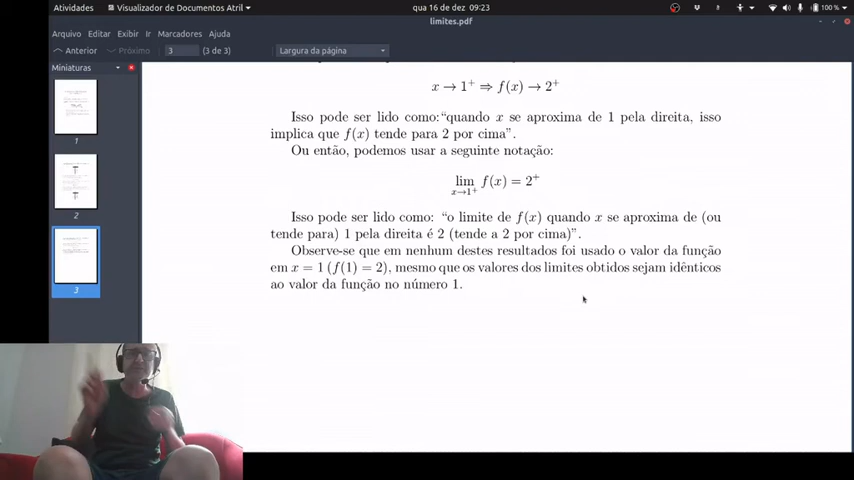 Atividades
Visualizador de Documentos Atril
qua 16 de dez 09:23
100 %
limites.pdf
Arquivo Editar Exibir Ir Marcadores Ajuda
Anterior Próximo 3 (3 de 3) Largura da página
Miniaturas
1
2
3
x → 1⁺ ⇒ f(x) → 2⁺
Isso pode ser lido como:“quando x se aproxima de 1 pela direita, isso
implica que f(x) tende para 2 por cima”.
Ou então, podemos usar a seguinte notação:
lim f(x) = 2⁺
x→1⁺
Isso pode ser lido como: “o limite de f(x) quando x se aproxima de (ou
tende para) 1 pela direita é 2 (tende a 2 por cima)”.
Observe-se que em nenhum destes resultados foi usado o valor da função
em x = 1 (f(1) = 2), mesmo que os valores dos limites obtidos sejam idênticos
ao valor da função no número 1.